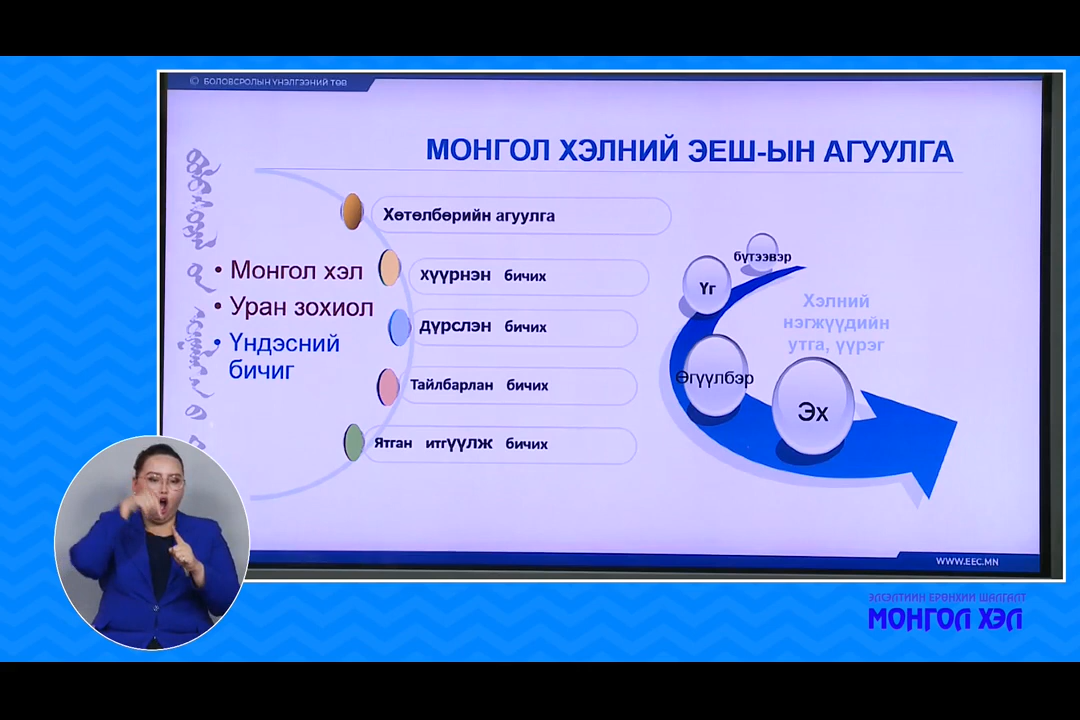 © БОЛОВСРОЛЫН ҮНЭЛГЭЭНИЙ ТӨВ
МОНГОЛ ХЭЛНИЙ ЭЕШ-ЫН АГУУЛГА
• Монгол хэл
• Уран зохиол
• Үндэсний
бичиг
Хөтөлбөрийн агуулга
хүүрнэн бичих
дүрслэн бичих
Тайлбарлан бичих
Ятган итгүүлж бичих
бүтээвэр
Үг
Өгүүлбэр
Эх
Хэлний
нэгжүүдийн
утга, үүрэг
WWW.EEC.MN
ЭЛСЭЛТИЙН ЕРӨНХИЙ ШАЛГАЛТ
МОНГОЛ ХЭЛ